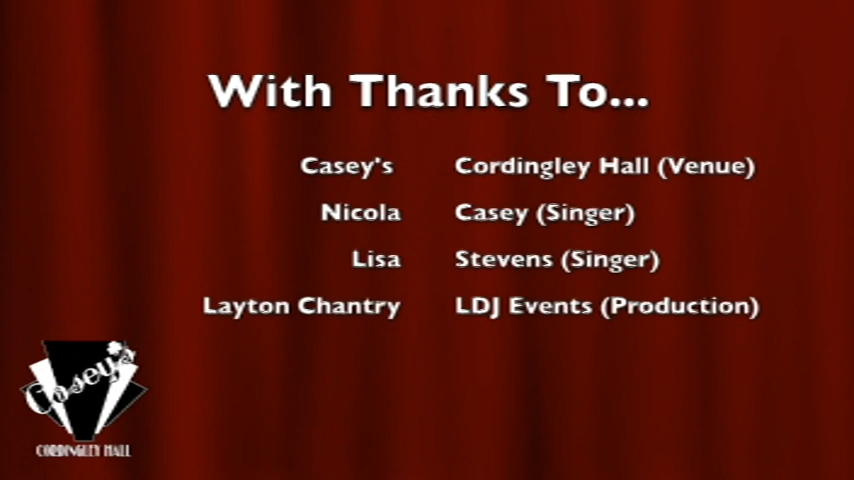 With Thanks To...
Casey's Cordingley Hall (Venue)
Nicola Casey (Singer)
Lisa Stevens (Singer)
Layton Chantry LDJ Events (Production)
Casey's
CORDINGLEY HALL